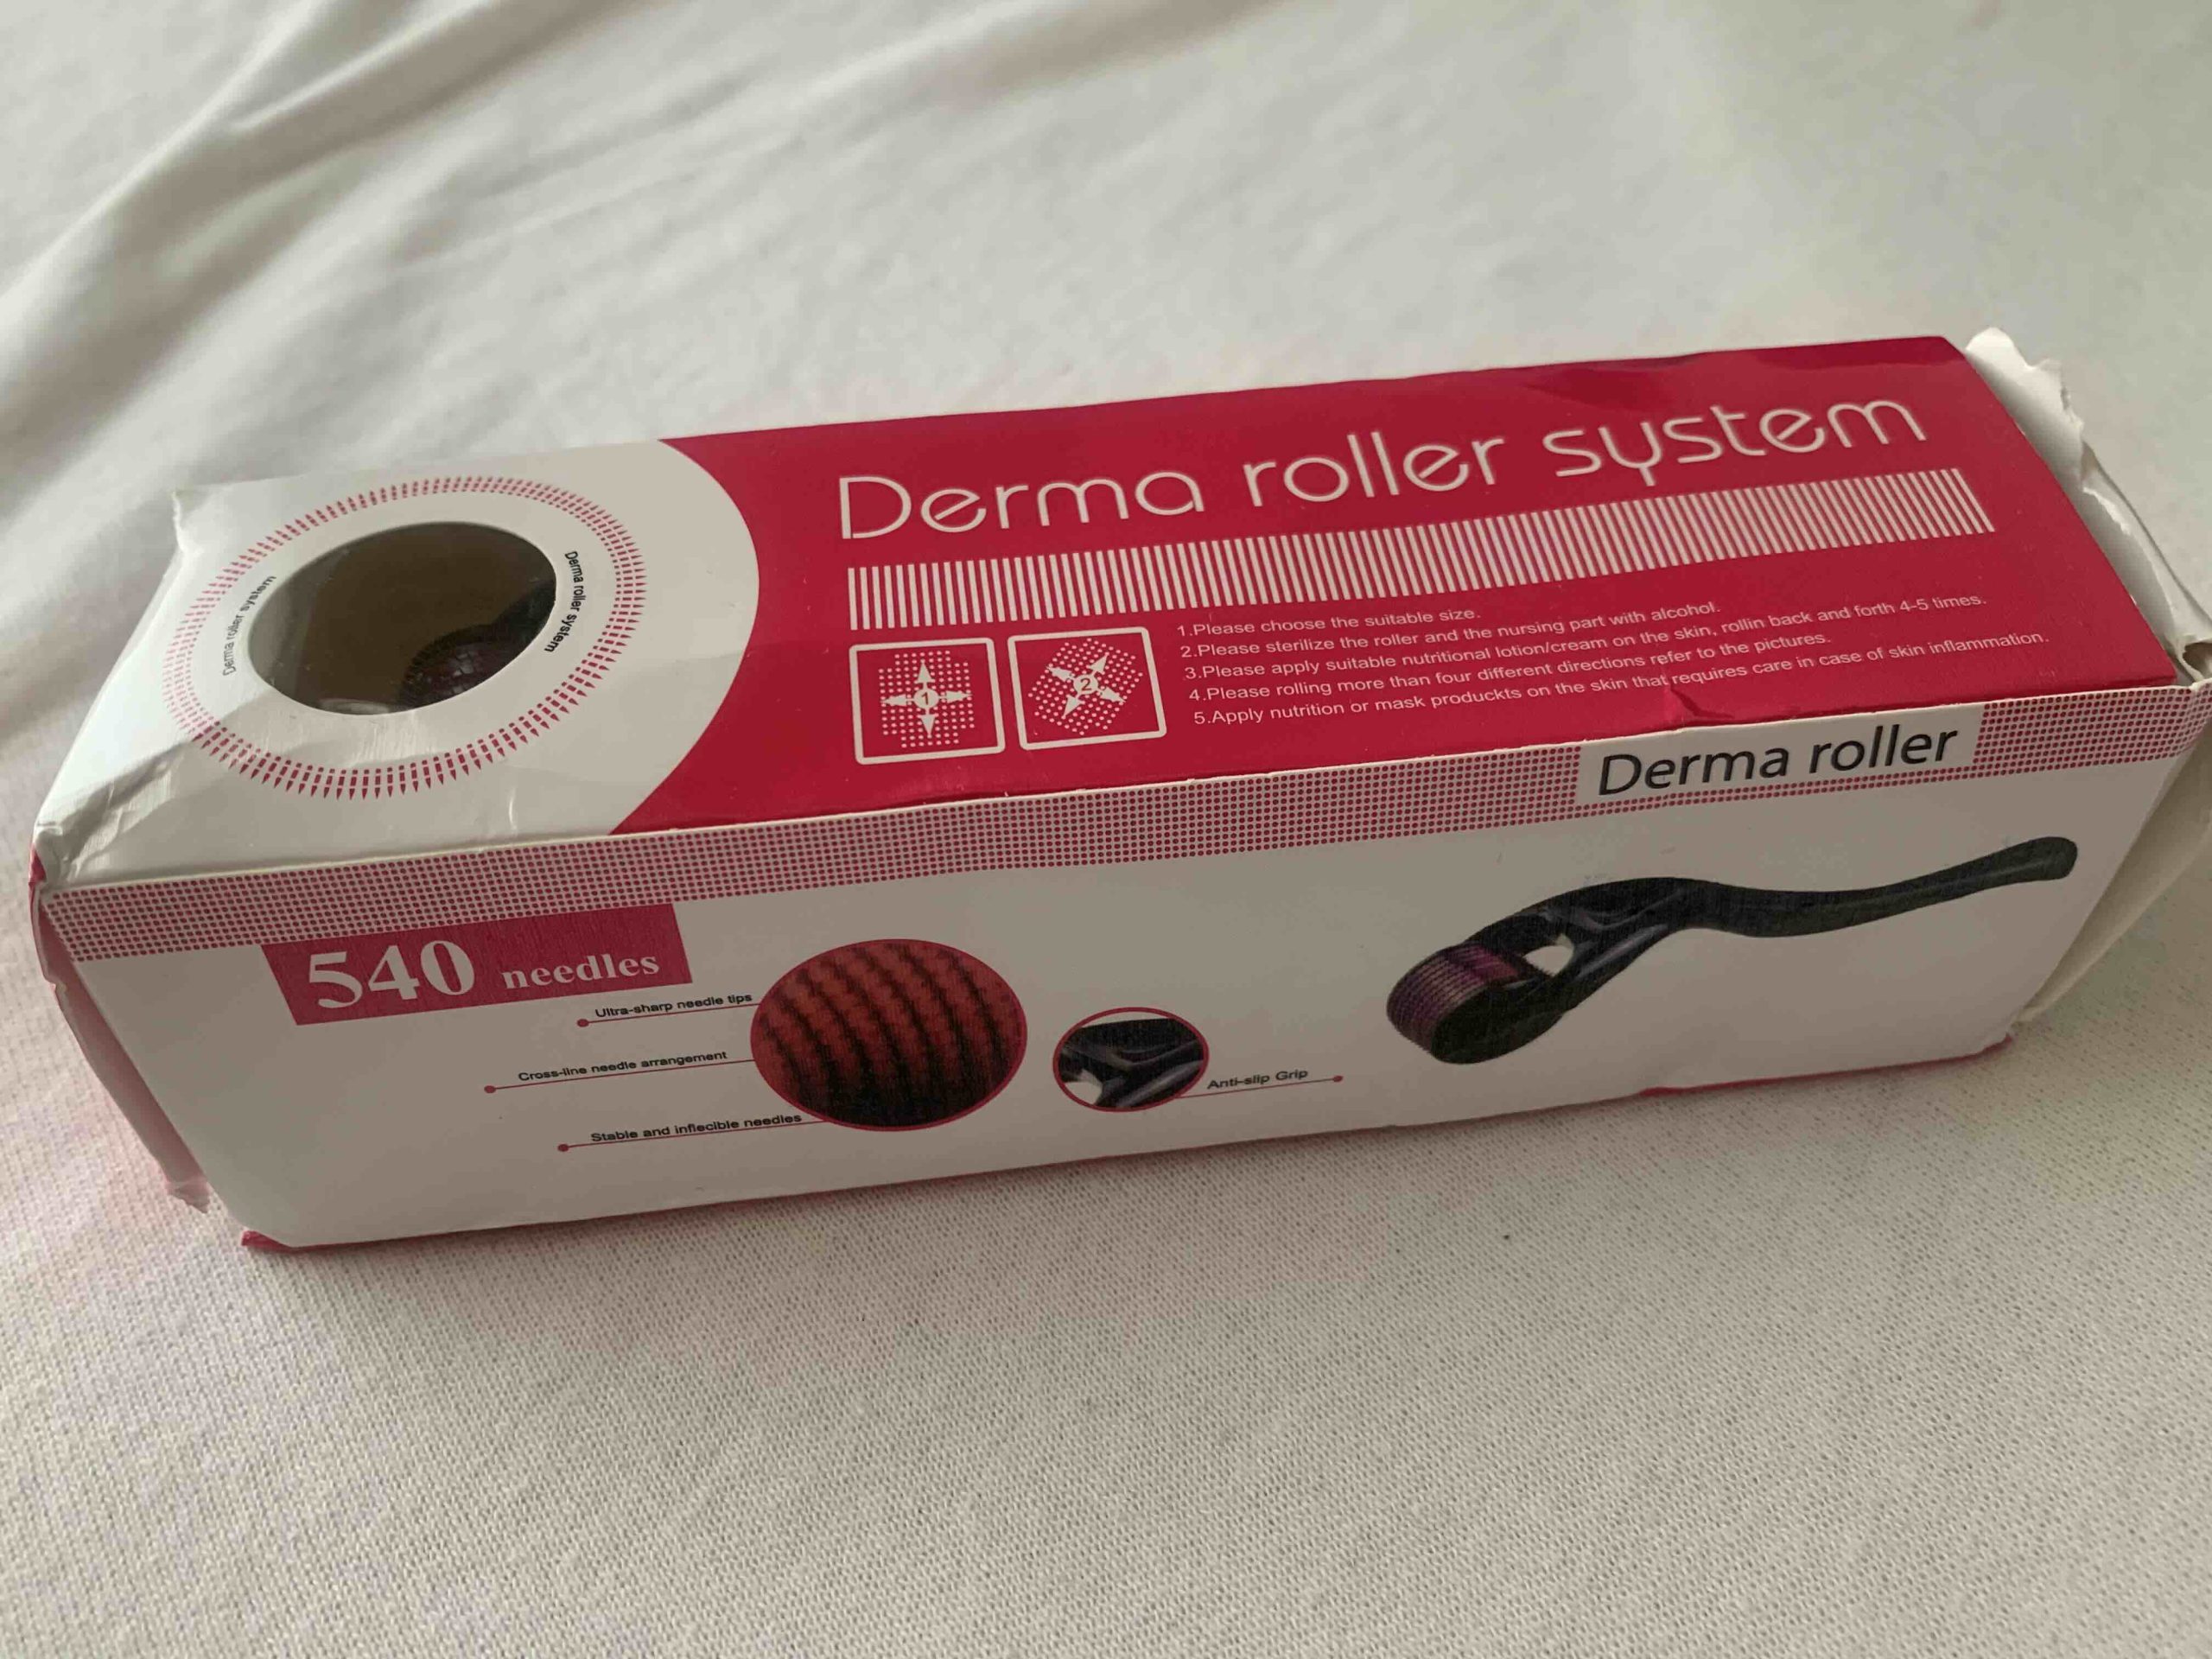 Derma roller system
Derma roller system
Derma roller system
1
2
1.Please choose the suitable size.
2.Please sterilize the roller and the nursing part with alcohol.
3.Please apply suitable nutritional lotion/cream on the skin, rollin back and forth 4-5 times.
4,Please rolling more than four different directions refer to the pictures.
5.Apply nutrition or mask produckts on the skin that requires care in case of skin inflammation.
Derma roller
540 needles
Ultra-sharp needle tips
Cross-line needle arrangement
Stable and inflecible needles
Anti-slip Grip